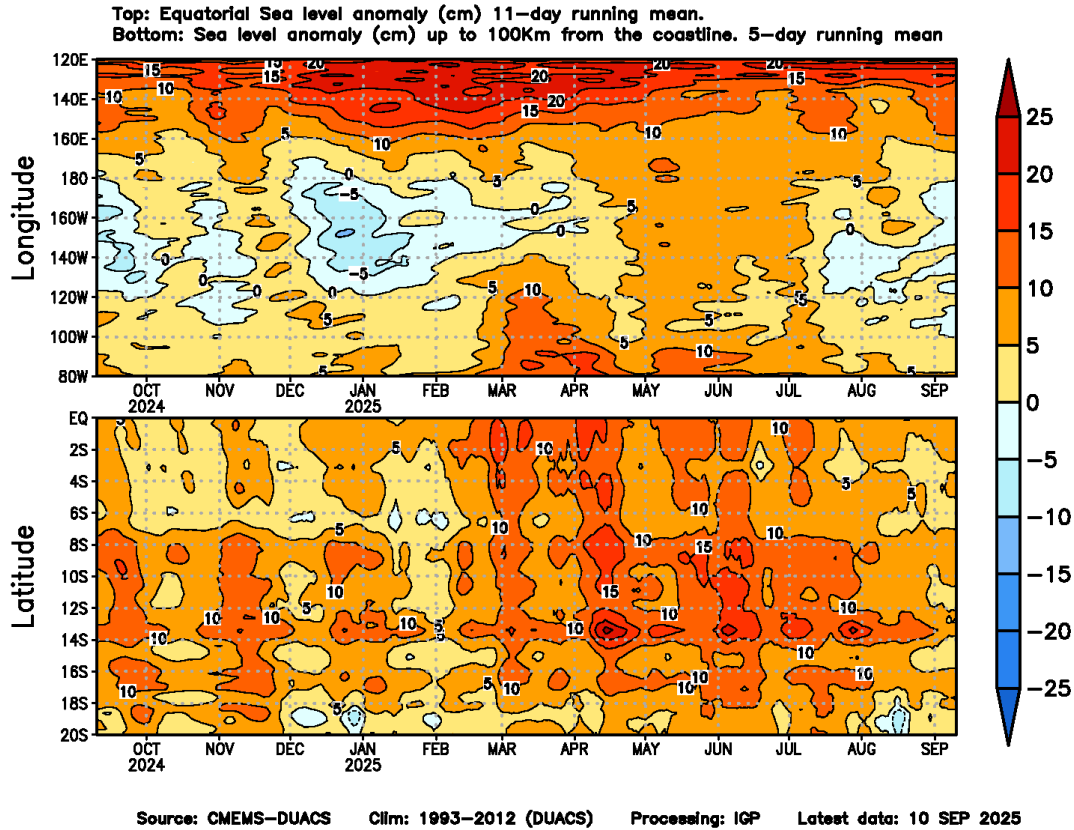 Top: Equatorial Sea level anomaly (cm) 11-day running mean.
Bottom: Sea level anomaly (cm) up to 100Km from the coastline. 5-day running mean
Longitude
120E
140E
160E
180
160W
140W
120W
100W
80W
OCT NOV DEC JAN FEB MAR APR MAY JUN JUL AUG SEP
2024 2025
Latitude
EQ
2S
4S
6S
8S
10S
12S
14S
16S
18S
20S
OCT NOV DEC JAN FEB MAR APR MAY JUN JUL AUG SEP
2024 2025
25
20
15
10
5
0
-5
-10
-15
-20
-25
Source: CMEMS-DUACS Clim: 1993-2012 (DUACS) Processing: IGP Latest data: 10 SEP 2025